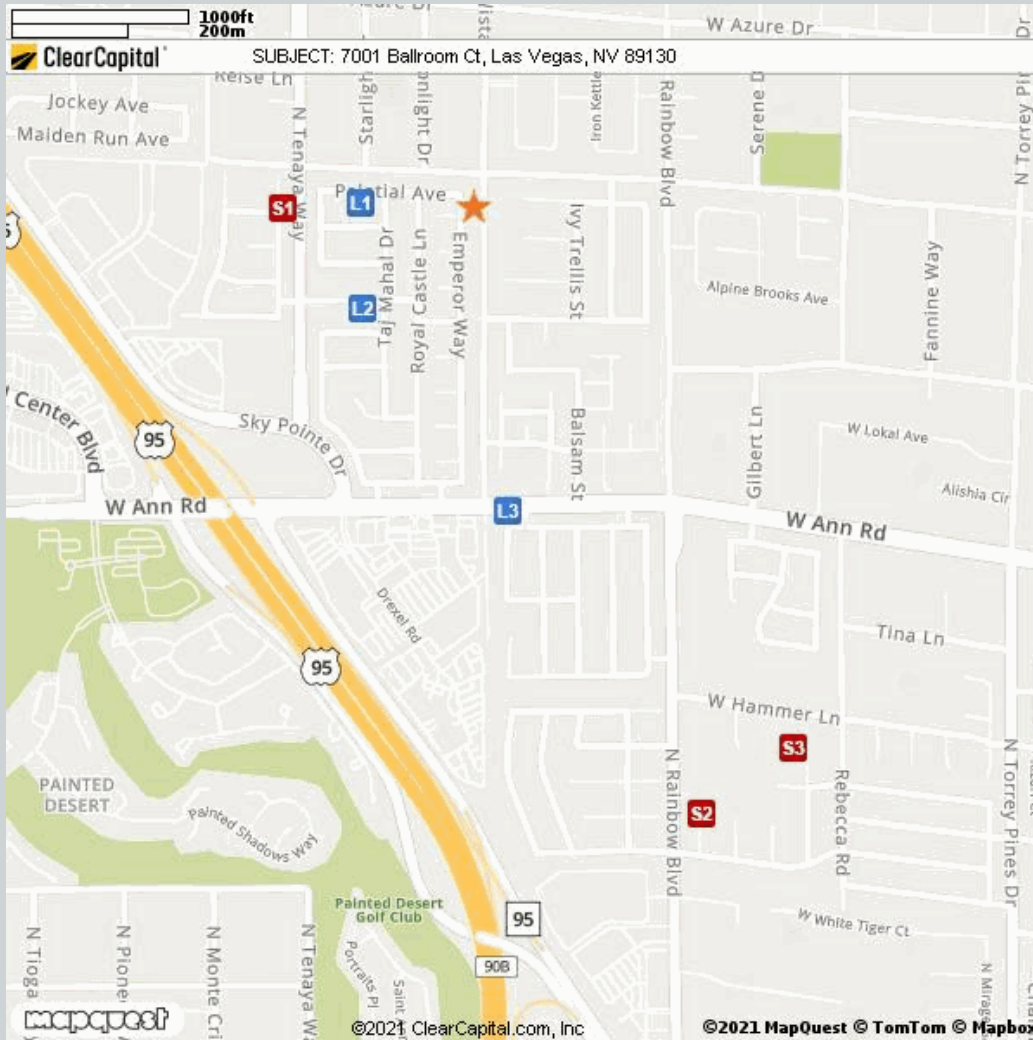 1000ft
200m
W Azure Dr
ClearCapital
SUBJECT: 7001 Ballroom Ct, Las Vegas, NV 89130
Reise Ln
Jockey Ave
Maiden Run Ave
N Tenaya Way
Iron Kettle
Rainbow Blvd
N Torrey
S1
L1
Palatial Ave
L2
Taj Mahal Dr
Royal Castle Ln
Emperor Way
Ivy Trellis St
Alpine Brooks Ave
Fannine Way
Center Blvd
95
Sky Pointe Dr
Balsam St
Gilbert Ln
W Lokal Ave
Alishia Cir
W Ann Rd
L3
W Ann Rd
Drexel Rd
Tina Ln
95
W Hammer Ln
S3
PAINTED
DESERT
Painted Shadows Way
S2
N Rainbow Blvd
Rebecca Rd
N Torrey Pines Dr
Painted Desert
Golf Club
95
W White Tiger Ct
90B
N Tioga
N Monte
N Tenaya
Portraits Pl
Saint
mapquest
©2021 ClearCapital.com, Inc
©2021 MapQuest © TomTom © Mapbox